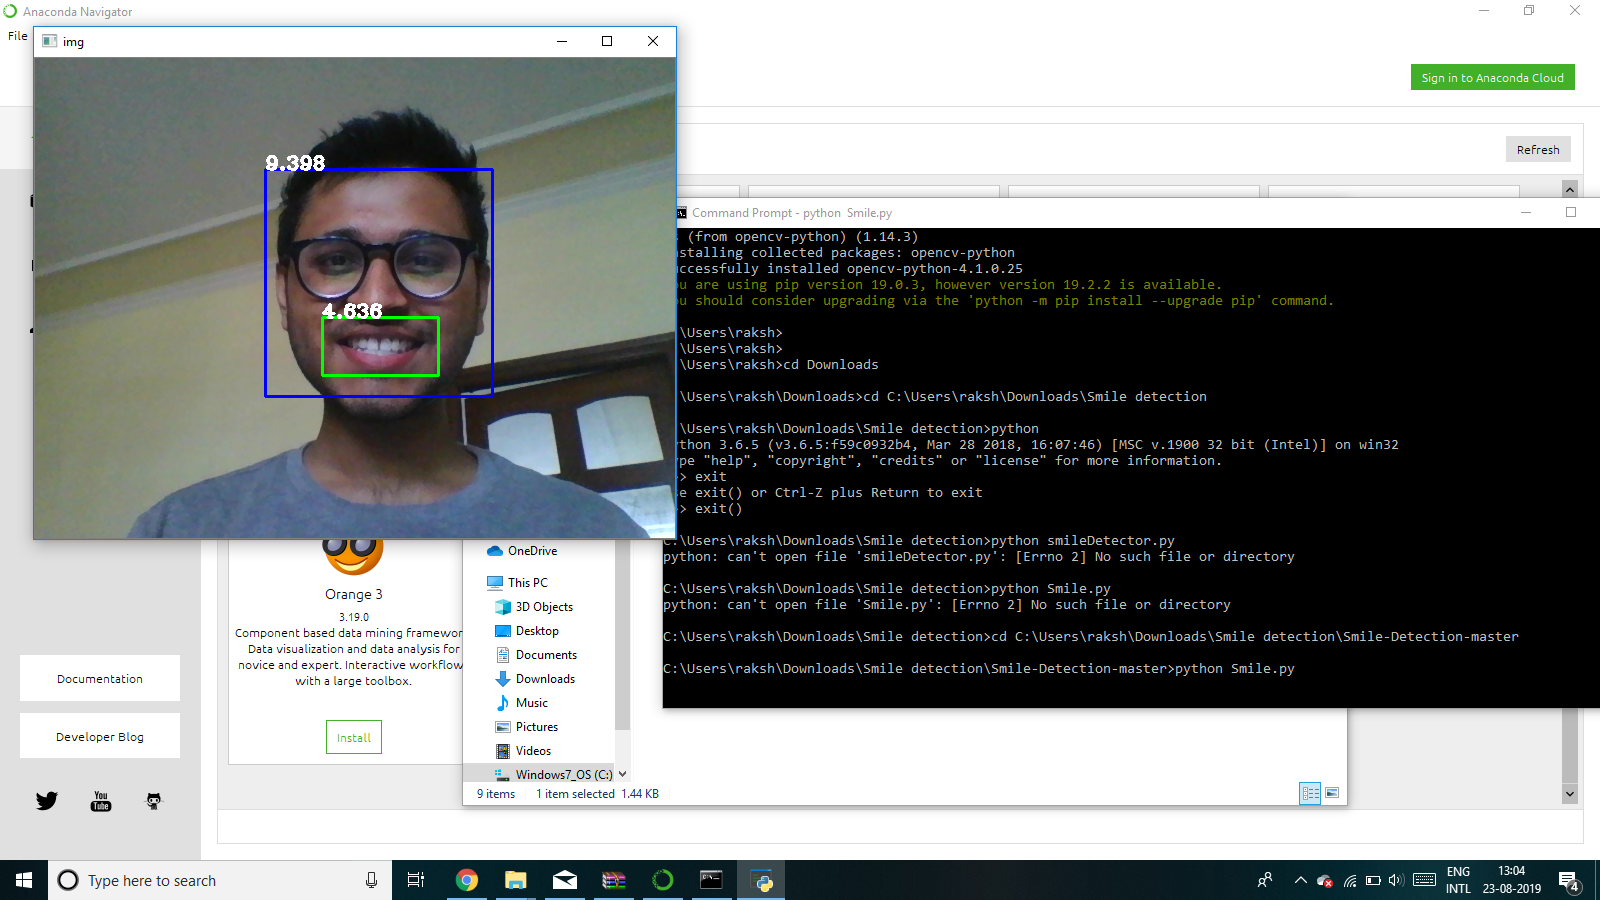 Anaconda Navigator
File
img
Sign in to Anaconda Cloud
Refresh
9.398
4.636
Command Prompt - python  Smile.py
(from opencv-python) (1.14.3)
nstalling collected packages: opencv-python
uccessfully installed opencv-python-4.1.0.25
ou are using pip version 19.0.3, however version 19.2.2 is available.
ou should consider upgrading via the 'python -m pip install --upgrade pip' command.
\Users\raksh>
\Users\raksh>
\Users\raksh>cd Downloads
\Users\raksh\Downloads>cd C:\Users\raksh\Downloads\Smile detection
\Users\raksh\Downloads\Smile detection>python
ython 3.6.5 (v3.6.5:f59c0932b4, Mar 28 2018, 16:07:46) [MSC v.1900 32 bit (Intel)] on win32
ype "help", "copyright", "credits" or "license" for more information.
> exit
e exit() or Ctrl-Z plus Return to exit
> exit()
C:\Users\raksh\Downloads\Smile detection>python smileDetector.py
python: can't open file 'smileDetector.py': [Errno 2] No such file or directory
C:\Users\raksh\Downloads\Smile detection>python Smile.py
python: can't open file 'Smile.py': [Errno 2] No such file or directory
C:\Users\raksh\Downloads\Smile detection>cd C:\Users\raksh\Downloads\Smile detection\Smile-Detection-master
C:\Users\raksh\Downloads\Smile detection\Smile-Detection-master>python Smile.py
Orange 3
3.19.0
Component based data mining framework
Data visualization and data analysis for
novice and expert. Interactive workflow
with a large toolbox.
Install
Documentation
Developer Blog
You
Tube
OneDrive
This PC
3D Objects
Desktop
Documents
Downloads
Music
Pictures
Videos
Windows7_OS (C:)
9 items
1 item selected  1.44 KB
Type here to search
ENG
INTL
13:04
23-08-2019
4